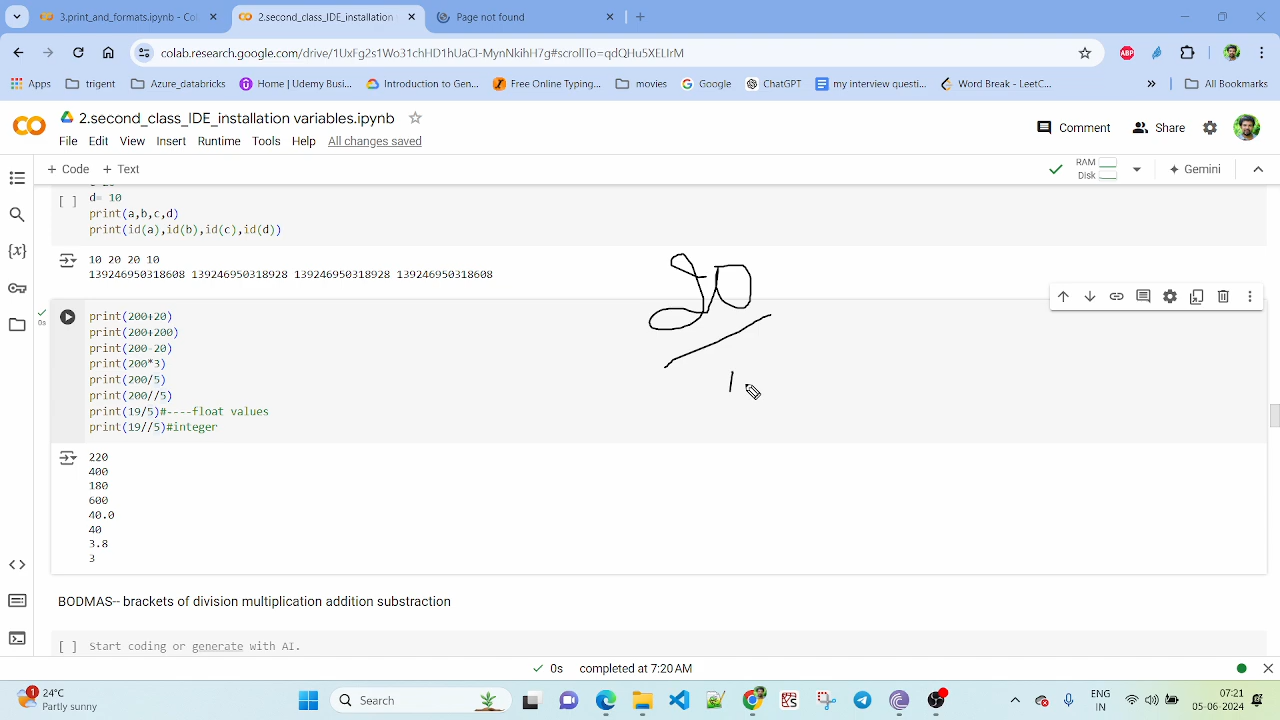 3.print_and_formats.ipynb - Col
2.second_class_IDE_installation
Page not found
colab.research.google.com/drive/1UxFg2s1Wo31chHD1hUaCI-MynNkihH7g#scrollTo=qdQHu5XELIrM
ABP
Apps trigent Azure_databricks Home | Udemy Busi... Introduction to Gen... Free Online Typing... movies Google ChatGPT my interview questi... Word Break - LeetC... » All Bookmarks
2.second_class_IDE_installation variables.ipynb
Comment Share
File Edit View Insert Runtime Tools Help All changes saved
+ Code + Text
RAM
Disk
Gemini
d= 10
[ ]
print(a,b,c,d)
print(id(a),id(b),id(c),id(d))
10 20 20 10
139246950318608 139246950318928 139246950318928 139246950318608
0s
print(200+20)
print(200+200)
print(200-20)
print(200*3)
print(200/5)
print(200//5)
print(19/5)#----float values
print(19//5)#integer
220
400
180
600
40.0
40
3.8
3
BODMAS-- brackets of division multiplication addition substraction
[ ] Start coding or generate with AI.
0s completed at 7:20 AM
1
24°C
Partly sunny
Search
ENG
IN
07:21
05-06-2024